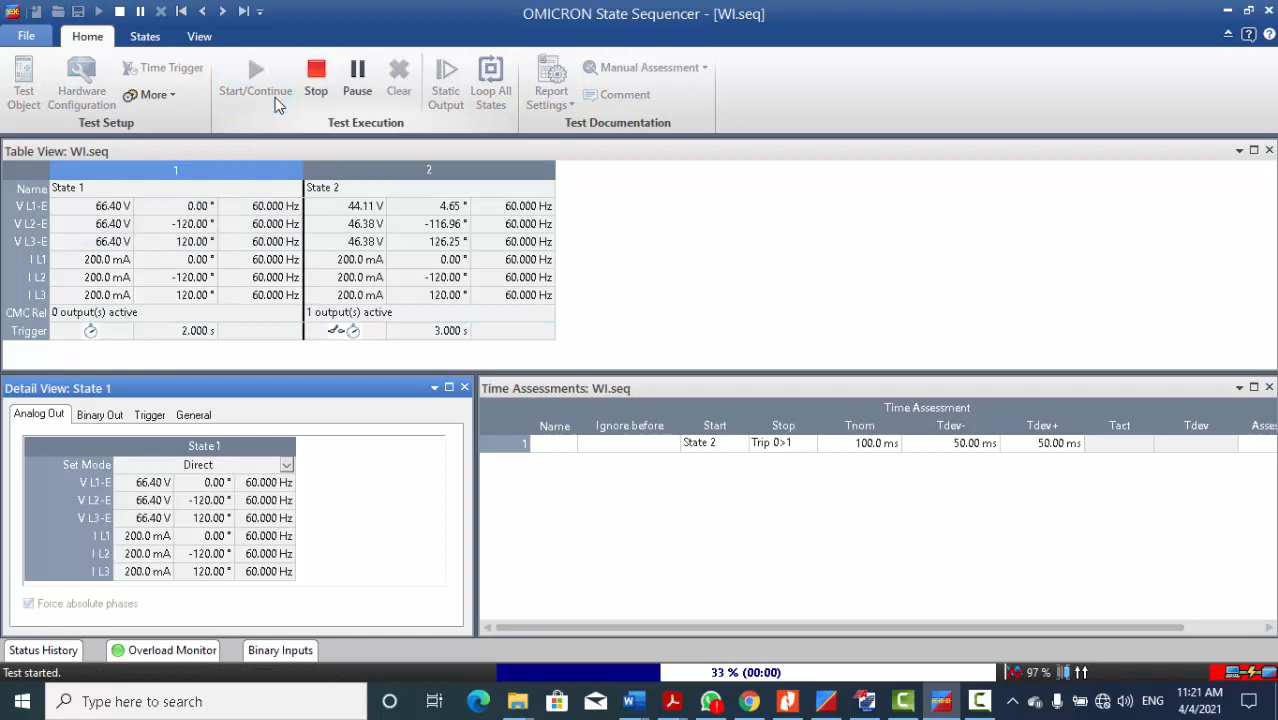 OMICRON State Sequencer - [WI.seq]
File Home States View
Test Object
Hardware Configuration
Time Trigger
More
Test Setup
Start/Continue
Stop
Pause
Clear
Static Output
Loop All States
Test Execution
Report Settings
Manual Assessment
Comment
Test Documentation
Table View: WI.seq
1 2
Name State 1 State 2
V L1-E 66.40 V 0.00 ° 60.000 Hz 44.11 V 4.65 ° 60.000 Hz
V L2-E 66.40 V -120.00 ° 60.000 Hz 46.38 V -116.96 ° 60.000 Hz
V L3-E 66.40 V 120.00 ° 60.000 Hz 46.38 V 126.25 ° 60.000 Hz
I L1 200.0 mA 0.00 ° 60.000 Hz 200.0 mA 0.00 ° 60.000 Hz
I L2 200.0 mA -120.00 ° 60.000 Hz 200.0 mA -120.00 ° 60.000 Hz
I L3 200.0 mA 120.00 ° 60.000 Hz 200.0 mA 120.00 ° 60.000 Hz
CMC Rel 0 output(s) active 1 output(s) active
Trigger 2.000 s 3.000 s
Detail View: State 1
Analog Out Binary Out Trigger General
State 1
Set Mode Direct
V L1-E 66.40 V 0.00 ° 60.000 Hz
V L2-E 66.40 V -120.00 ° 60.000 Hz
V L3-E 66.40 V 120.00 ° 60.000 Hz
I L1 200.0 mA 0.00 ° 60.000 Hz
I L2 200.0 mA -120.00 ° 60.000 Hz
I L3 200.0 mA 120.00 ° 60.000 Hz
Force absolute phases
Time Assessments: WI.seq
Time Assessment
Name Ignore before Start Stop Tnom Tdev- Tdev+ Tact Tdev Asses
1 State 2 Trip 0>1 100.0 ms 50.00 ms 50.00 ms
Status History Overload Monitor Binary Inputs
Test started. 33 % (00:00) 97 %
Type here to search
ENG
11:21 AM
4/4/2021